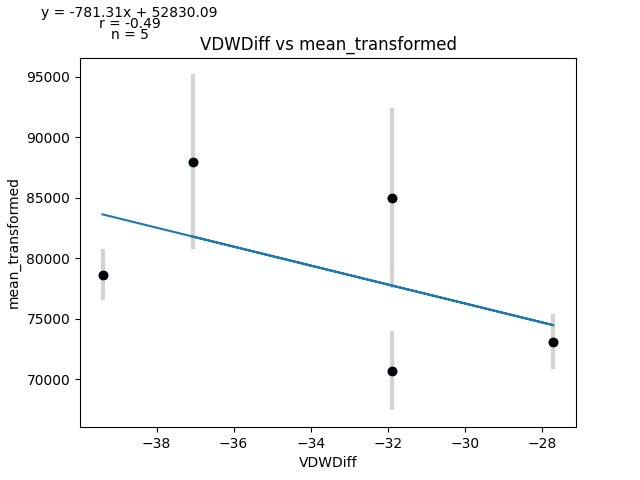 y = -781.31x + 52830.09
r = -0.49
n = 5
VDWDiff vs mean_transformed
95000
90000
85000
80000
75000
70000
mean_transformed
−38
−36
−34
−32
−30
−28
VDWDiff